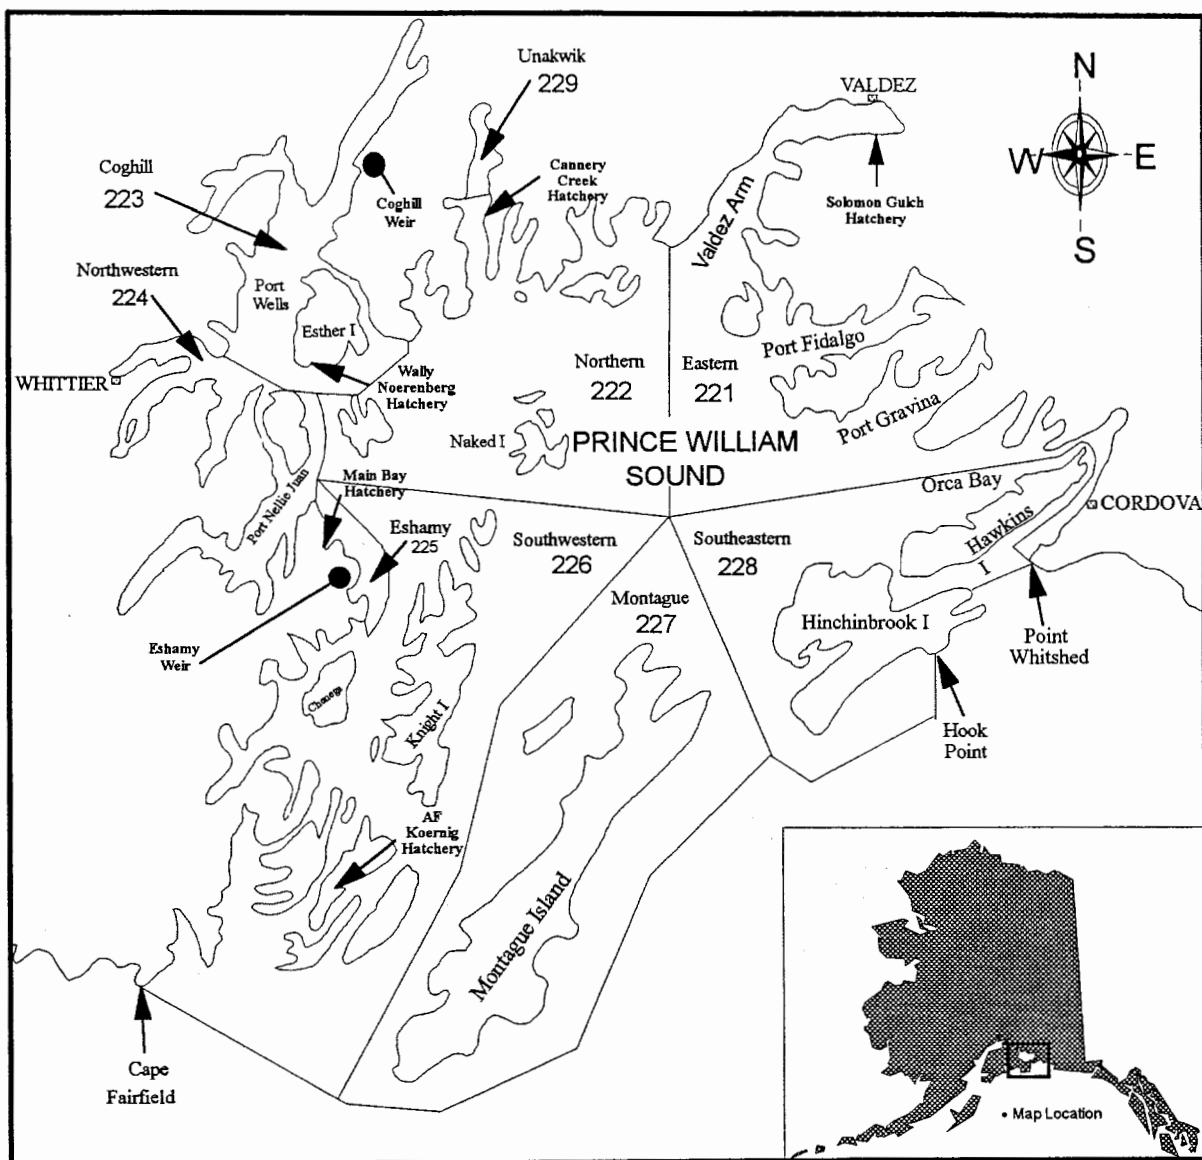 Unakwik
229
VALDEZ
N
W
E
S
Coghill
223
Cannery
Creek
Hatchery
Coghill
Weir
Solomon Gulch
Hatchery
Valdez Arm
Northwestern
224
Port
Wells
Esther I
WHITTIER
Wally
Noerenberg
Hatchery
Northern
222
Eastern
221
Port Fidalgo
Port Gravina
Naked I
PRINCE WILLIAM
SOUND
Main Bay
Hatchery
Port Nellie Juan
Orca Bay
CORDOVA
Hawkins
I
Eshamy
225
Southwestern
226
Southeastern
228
Montague
227
Hinchinbrook I
Point
Whitshed
Eshamy
Weir
Chenega
Knight I
Hook
Point
AF
Koernig
Hatchery
Montague Island
Cape
Fairfield
• Map Location